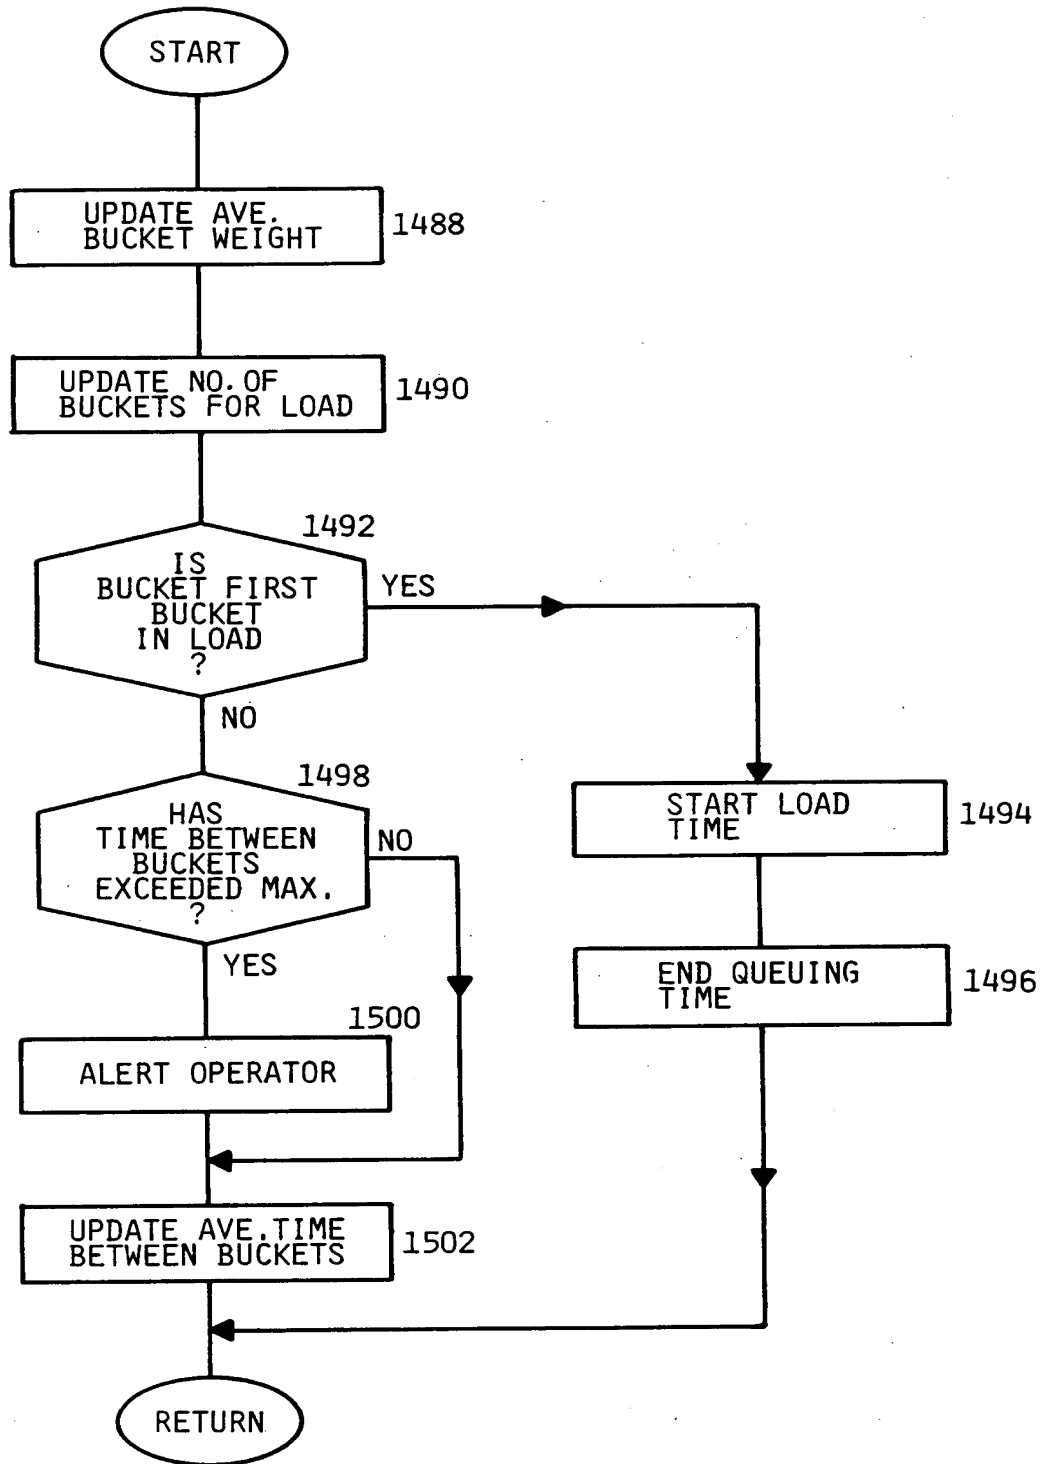 START
UPDATE AVE.
BUCKET WEIGHT
1488
UPDATE NO. OF
BUCKETS FOR LOAD
1490
1492
IS
BUCKET FIRST
BUCKET
IN LOAD
?
YES
NO
1498
HAS
TIME BETWEEN
BUCKETS
EXCEEDED MAX.
?
NO
YES
START LOAD
TIME
1494
END QUEUING
TIME
1496
1500
ALERT OPERATOR
UPDATE AVE. TIME
BETWEEN BUCKETS
1502
RETURN